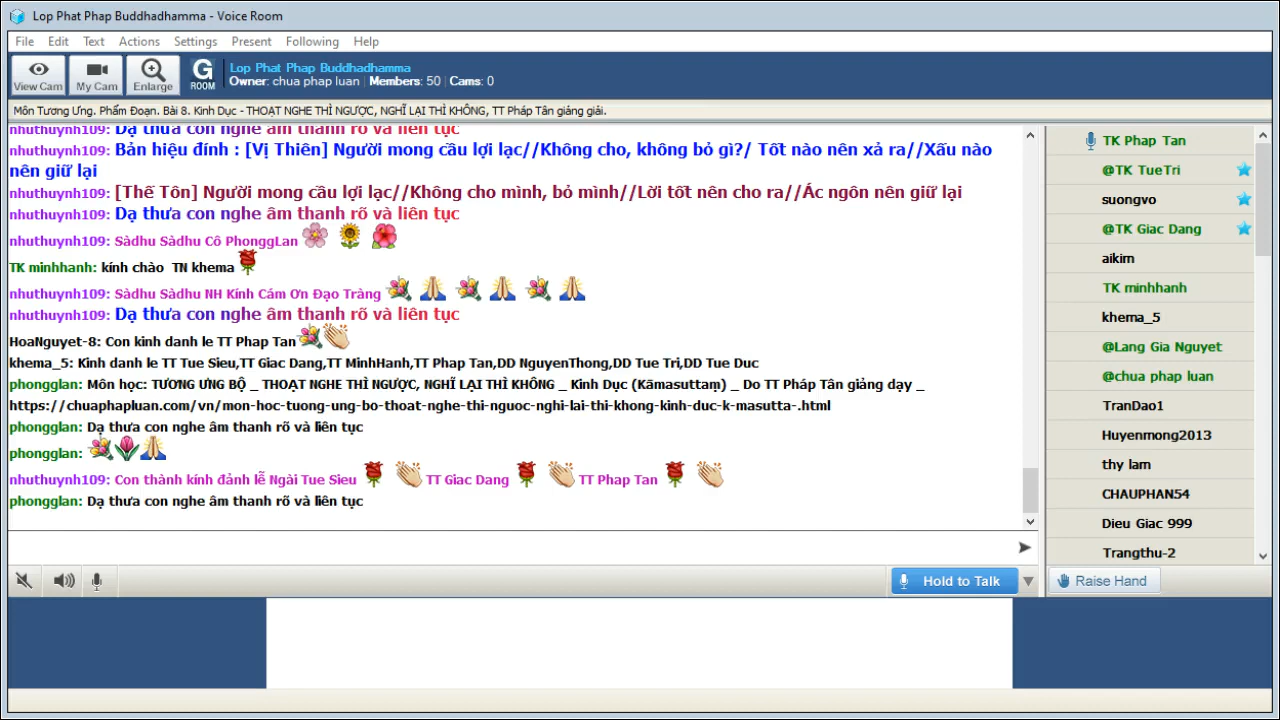 Lop Phat Phap Buddhadhamma - Voice Room
File Edit Text Actions Settings Present Following Help
View Cam My Cam Enlarge G ROOM
Lop Phat Phap Buddhadhamma
Owner: chua phap luan | Members: 50 | Cams: 0
Môn Tương Ưng. Phẩm Đoạn. Bài 8. Kinh Dục - THOẠT NGHE THÌ NGƯỢC, NGHĨ LẠI THÌ KHÔNG, TT Pháp Tân giảng giải.
nhuthuynh109: Dạ thưa con nghe âm thanh rõ và liên tục
nhuthuynh109: Bản hiệu đính : [Vị Thiên] Người mong cầu lợi lạc//Không cho, không bỏ gì?/ Tốt nào nên xả ra//Xấu nào
nên giữ lại
nhuthuynh109: [Thế Tôn] Người mong cầu lợi lạc//Không cho mình, bỏ mình//Lời tốt nên cho ra//Ác ngôn nên giữ lại
nhuthuynh109: Dạ thưa con nghe âm thanh rõ và liên tục
nhuthuynh109: Sàdhu Sàdhu Cô PhonggLan
TK minhhanh: kính chào TN khema
nhuthuynh109: Sàdhu Sàdhu NH Kính Cám Ơn Đạo Tràng
nhuthuynh109: Dạ thưa con nghe âm thanh rõ và liên tục
HoaNguyet-8: Con kinh danh le TT Phap Tan
khema_5: Kinh danh le TT Tue Sieu,TT Giac Dang,TT MinhHanh,TT Phap Tan,DD NguyenThong,DD Tue Tri,DD Tue Duc
phongglan: Môn học: TƯƠNG ƯNG BỘ _ THOẠT NGHE THÌ NGƯỢC, NGHĨ LẠI THÌ KHÔNG _ Kinh Dục (Kāmasuttaṃ) _ Do TT Pháp Tân giảng dạy _
https://chuaphapluan.com/vn/mon-hoc-tuong-ung-bo-thoat-nghe-thi-nguoc-nghi-lai-thi-khong-kinh-duc-k-masutta-.html
phongglan: Dạ thưa con nghe âm thanh rõ và liên tục
phongglan:
nhuthuynh109: Con thành kính đảnh lễ Ngài Tue Sieu TT Giac Dang TT Phap Tan
phongglan: Dạ thưa con nghe âm thanh rõ và liên tục
Hold to Talk
TK Phap Tan
@TK TueTri
suongvo
@TK Giac Dang
aikim
TK minhhanh
khema_5
@Lang Gia Nguyet
@chua phap luan
TranDao1
Huyenmong2013
thy lam
CHAUPHAN54
Dieu Giac 999
Trangthu-2
Raise Hand